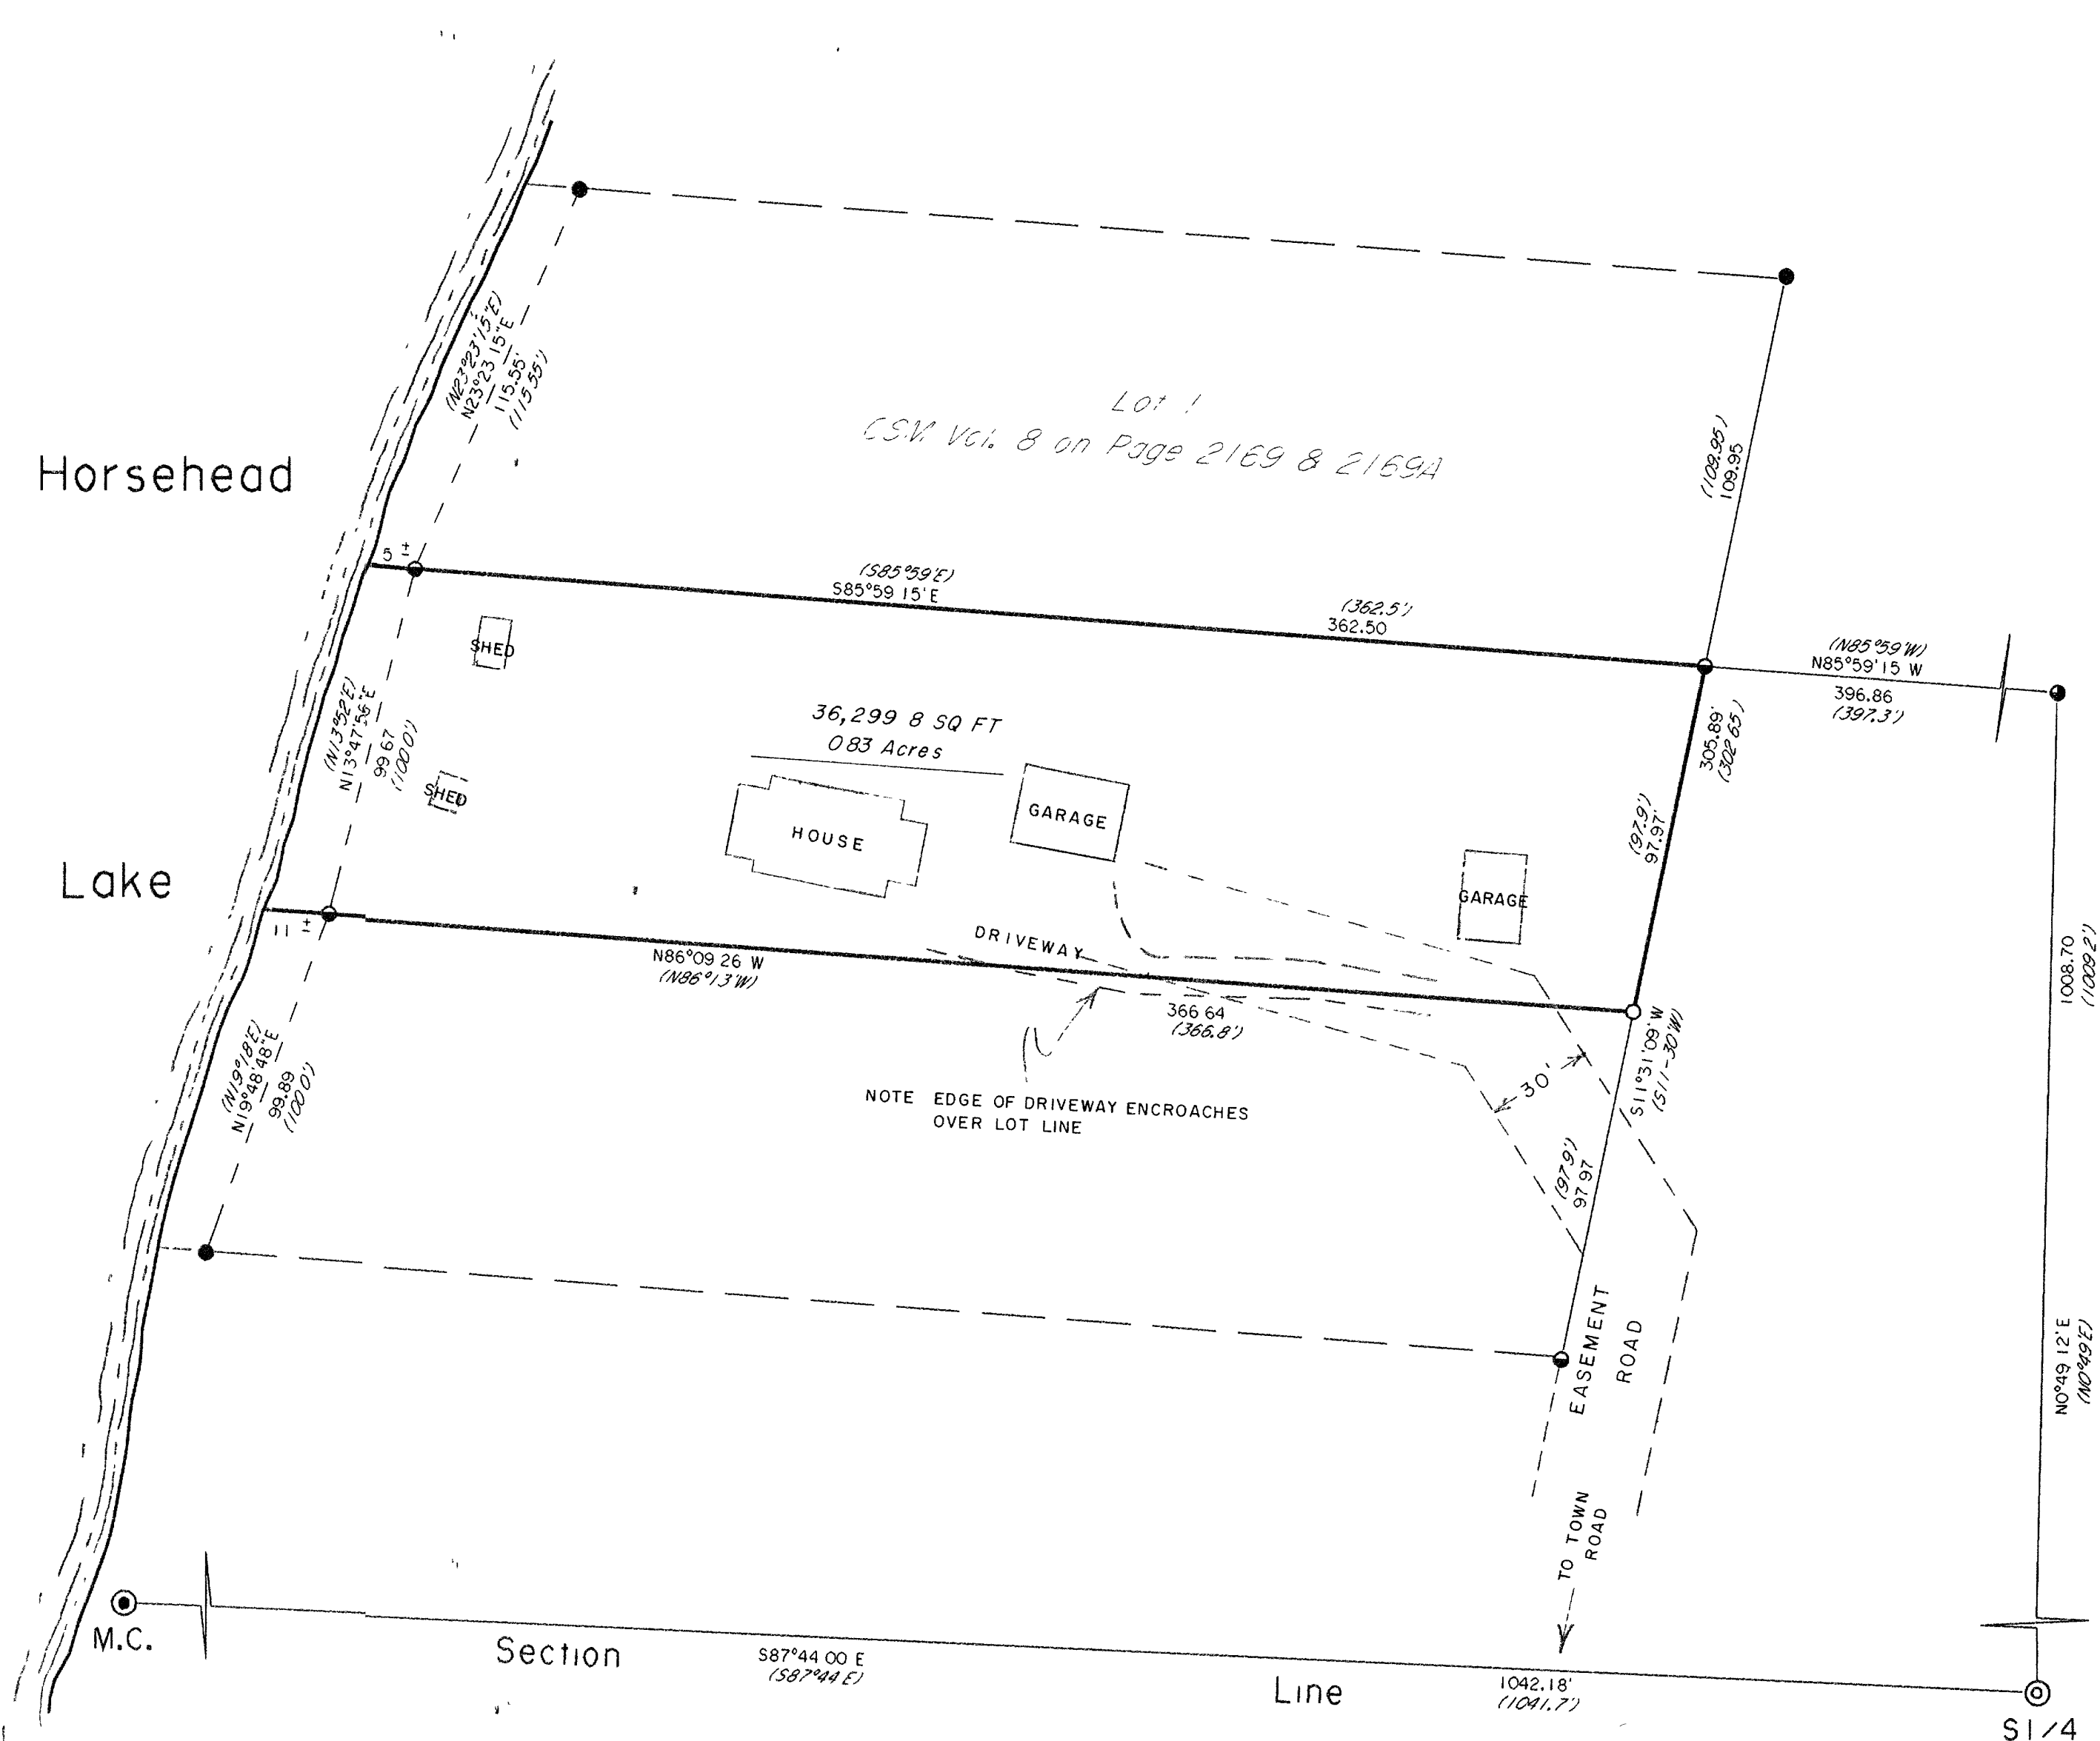 (N23°23'15"E)
N23°23 15"E
115.55'
(115 55')
Lot 1
CSM Vol. 8 on Page 2169 & 2169A
(109.95)
109.95
Horsehead
5 ±
(S85°59'E)
S85°59 15'E
(362.5')
362.50
(N85°59'W)
N85°59'15 W
396.86
(397.3')
SHED
305.89'
(302 65)
36,299 8 SQ FT
0 83 Acres
(N13°52'E)
N13°47'56"E
99 67
(100 0')
SHED
HOUSE
GARAGE
GARAGE
(97.9')
97.97'
Lake
11 ±
DRIVEWAY
N86°09 26 W
(N86°13'W)
366 64
(366.8')
1008.70
(1009.2')
S11°31'09"W
(S11-30'W)
(N19°18'E)
N19°48'48"E
99.89
(100 0')
30'
NOTE EDGE OF DRIVEWAY ENCROACHES
OVER LOT LINE
(97 9')
97 97
EASEMENT
ROAD
N0°49 12'E
(N0°49'E)
TO TOWN
ROAD
M.C.
Section
S87°44 00 E
(S87°44 E)
Line
1042.18'
(1041.7')
S1/4